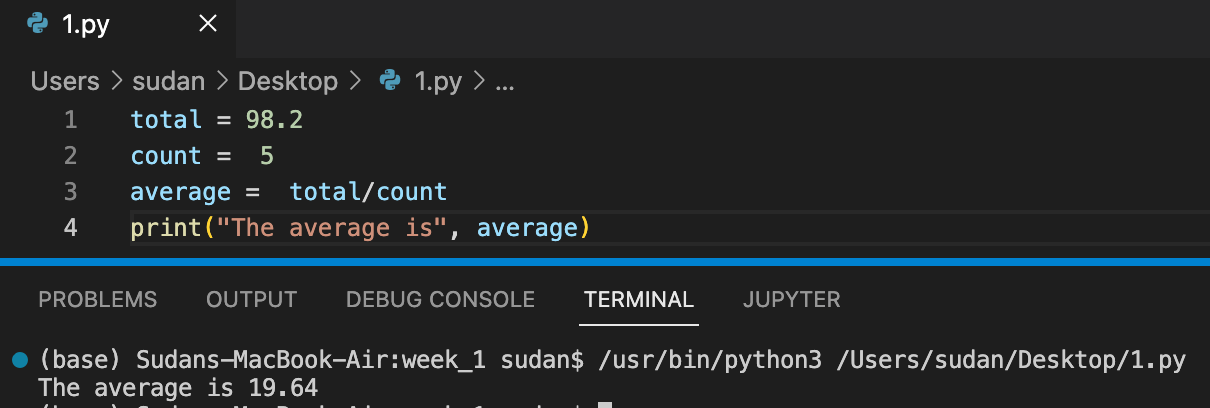 1.py ×
Users > sudan > Desktop > 1.py > ...
1 total = 98.2
2 count =  5
3 average =  total/count
4 print("The average is", average)
PROBLEMS OUTPUT DEBUG CONSOLE TERMINAL JUPYTER
(base) Sudans-MacBook-Air:week_1 sudan$ /usr/bin/python3 /Users/sudan/Desktop/1.py
The average is 19.64